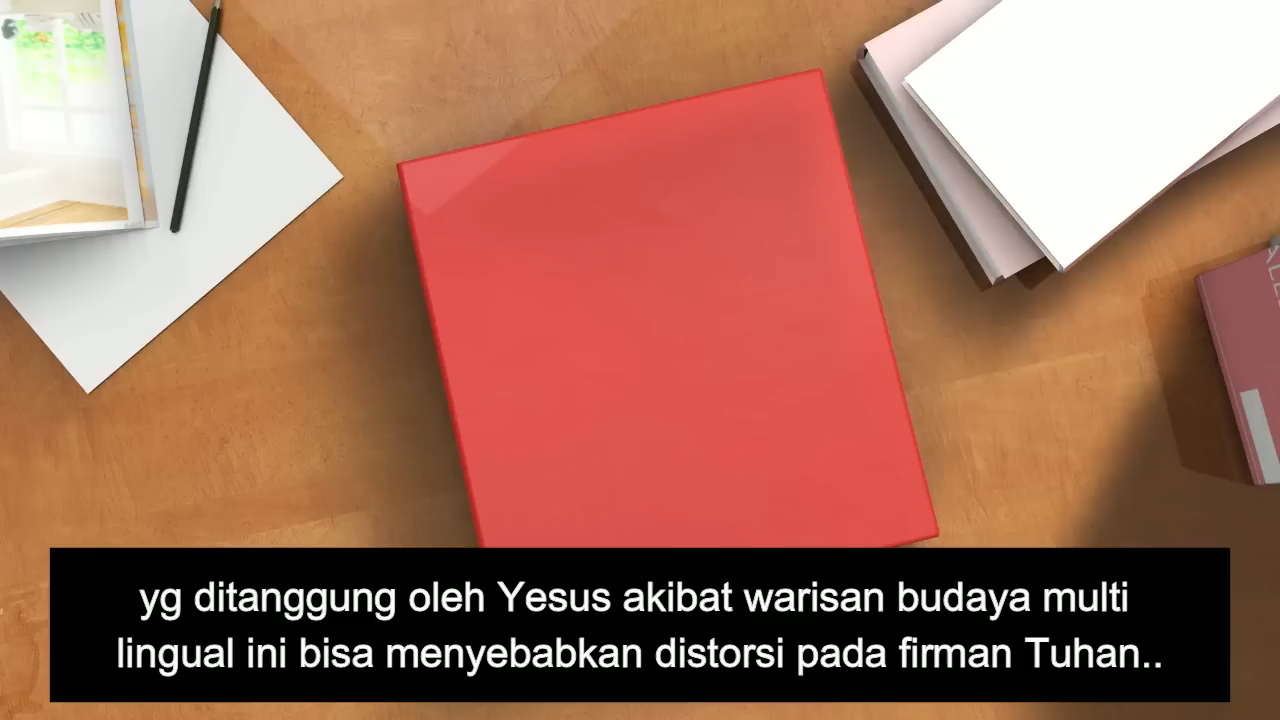 yg ditanggung oleh Yesus akibat warisan budaya multi
lingual ini bisa menyebabkan distorsi pada firman Tuhan..